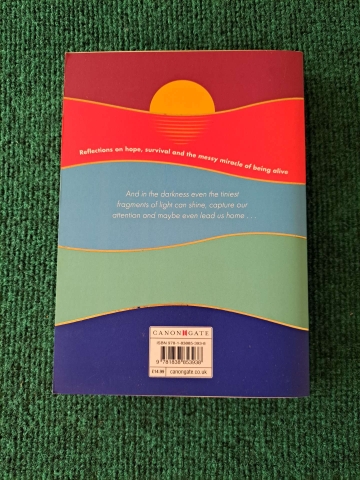 Reflections on hope, survival and the messy miracle of being alive
And in the darkness even the tiniest
fragments of light can shine, capture our
attention and maybe even lead us home . . .
CANONGATE
£14.99
canongate.co.uk